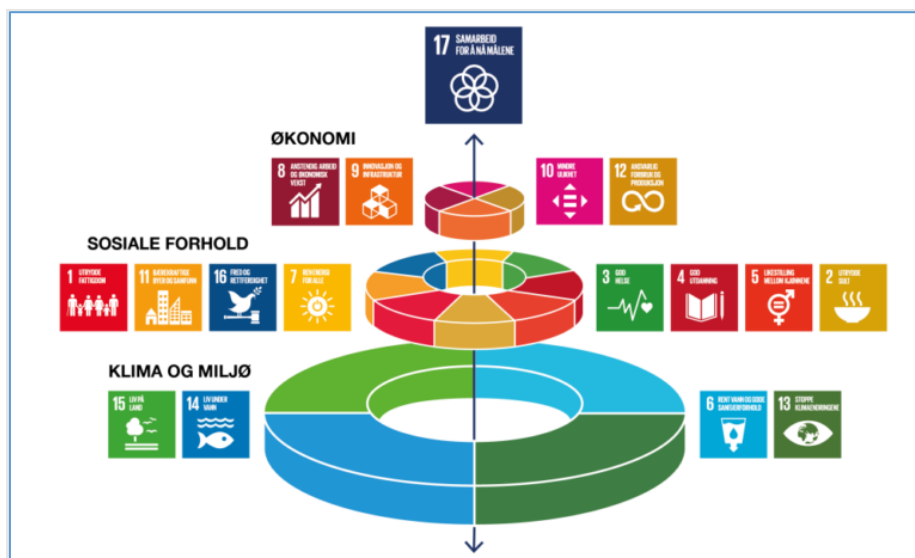 17 SAMARBEID
FOR Å NÅ MÅLENE
ØKONOMI
8 ANSTENDIG ARBEID
OG ØKONOMISK
VEKST
9 INNOVASJON OG
INFRASTRUKTUR
10 MINDRE
ULIKHET
12 ANSVARLIG
FORBRUK OG
PRODUKSJON
SOSIALE FORHOLD
1 UTRYDDE
FATTIGDOM
11 BÆREKRAFTIGE
BYER OG SAMFUNN
16 FRED OG
RETTFERDIGHET
7 REN ENERGI
FOR ALLE
3 GOD
HELSE
4 GOD
UTDANNING
5 LIKESTILLING
MELLOM KJØNNENE
2 UTRYDDE
SULT
KLIMA OG MILJØ
15 LIV PÅ
LAND
14 LIV UNDER
VANN
6 RENT VANN OG GODE
SANITÆRFORHOLD
13 STOPPE
KLIMAENDRINGENE